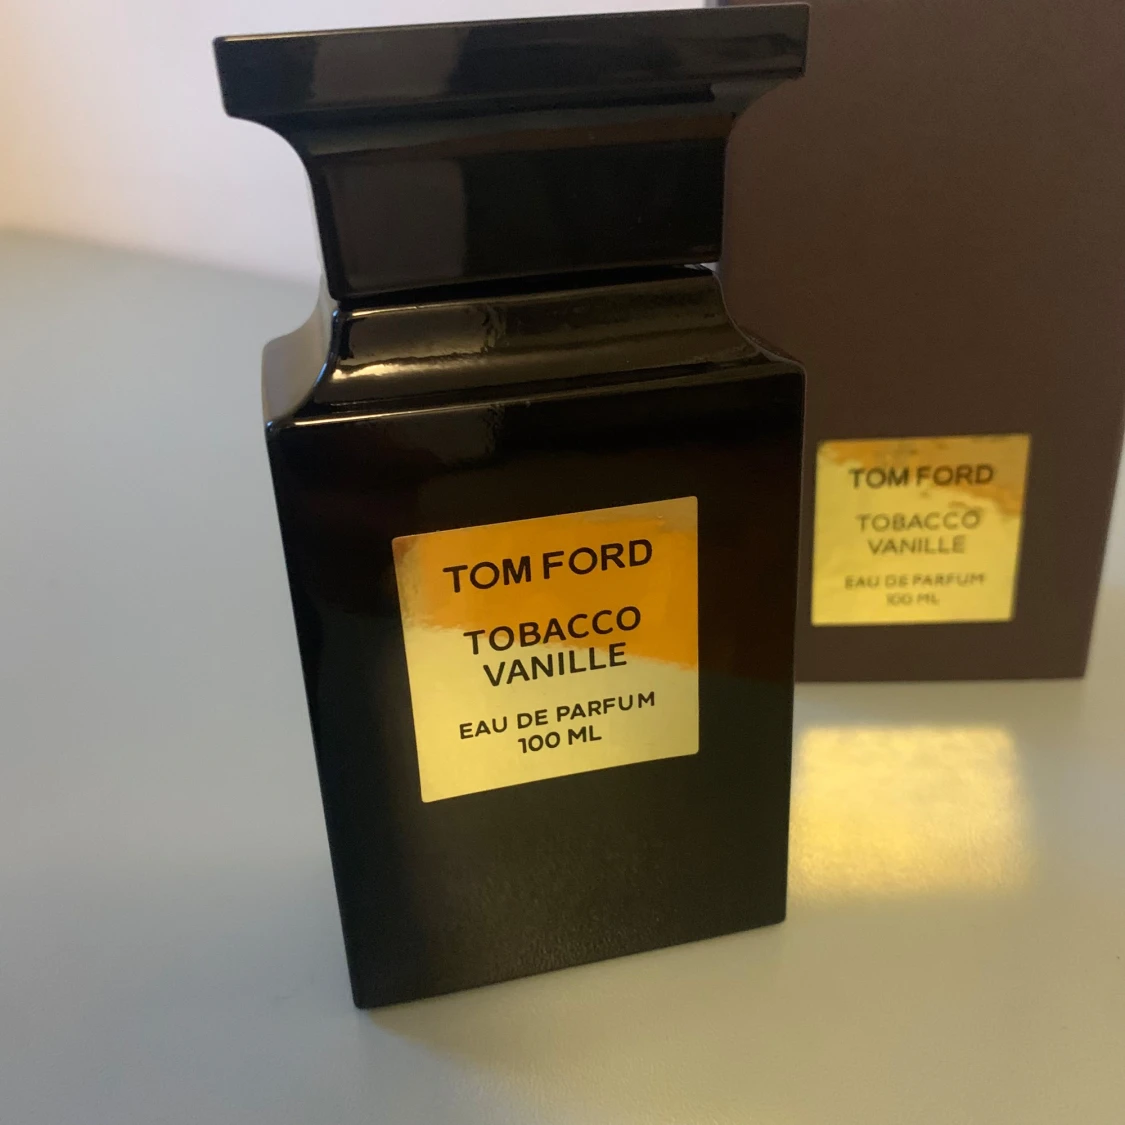 TOM FORD
TOBACCO
VANILLE
EAU DE PARFUM
100 ML
TOM FORD
TOBACCO
VANILLE
EAU DE PARFUM
100 ML